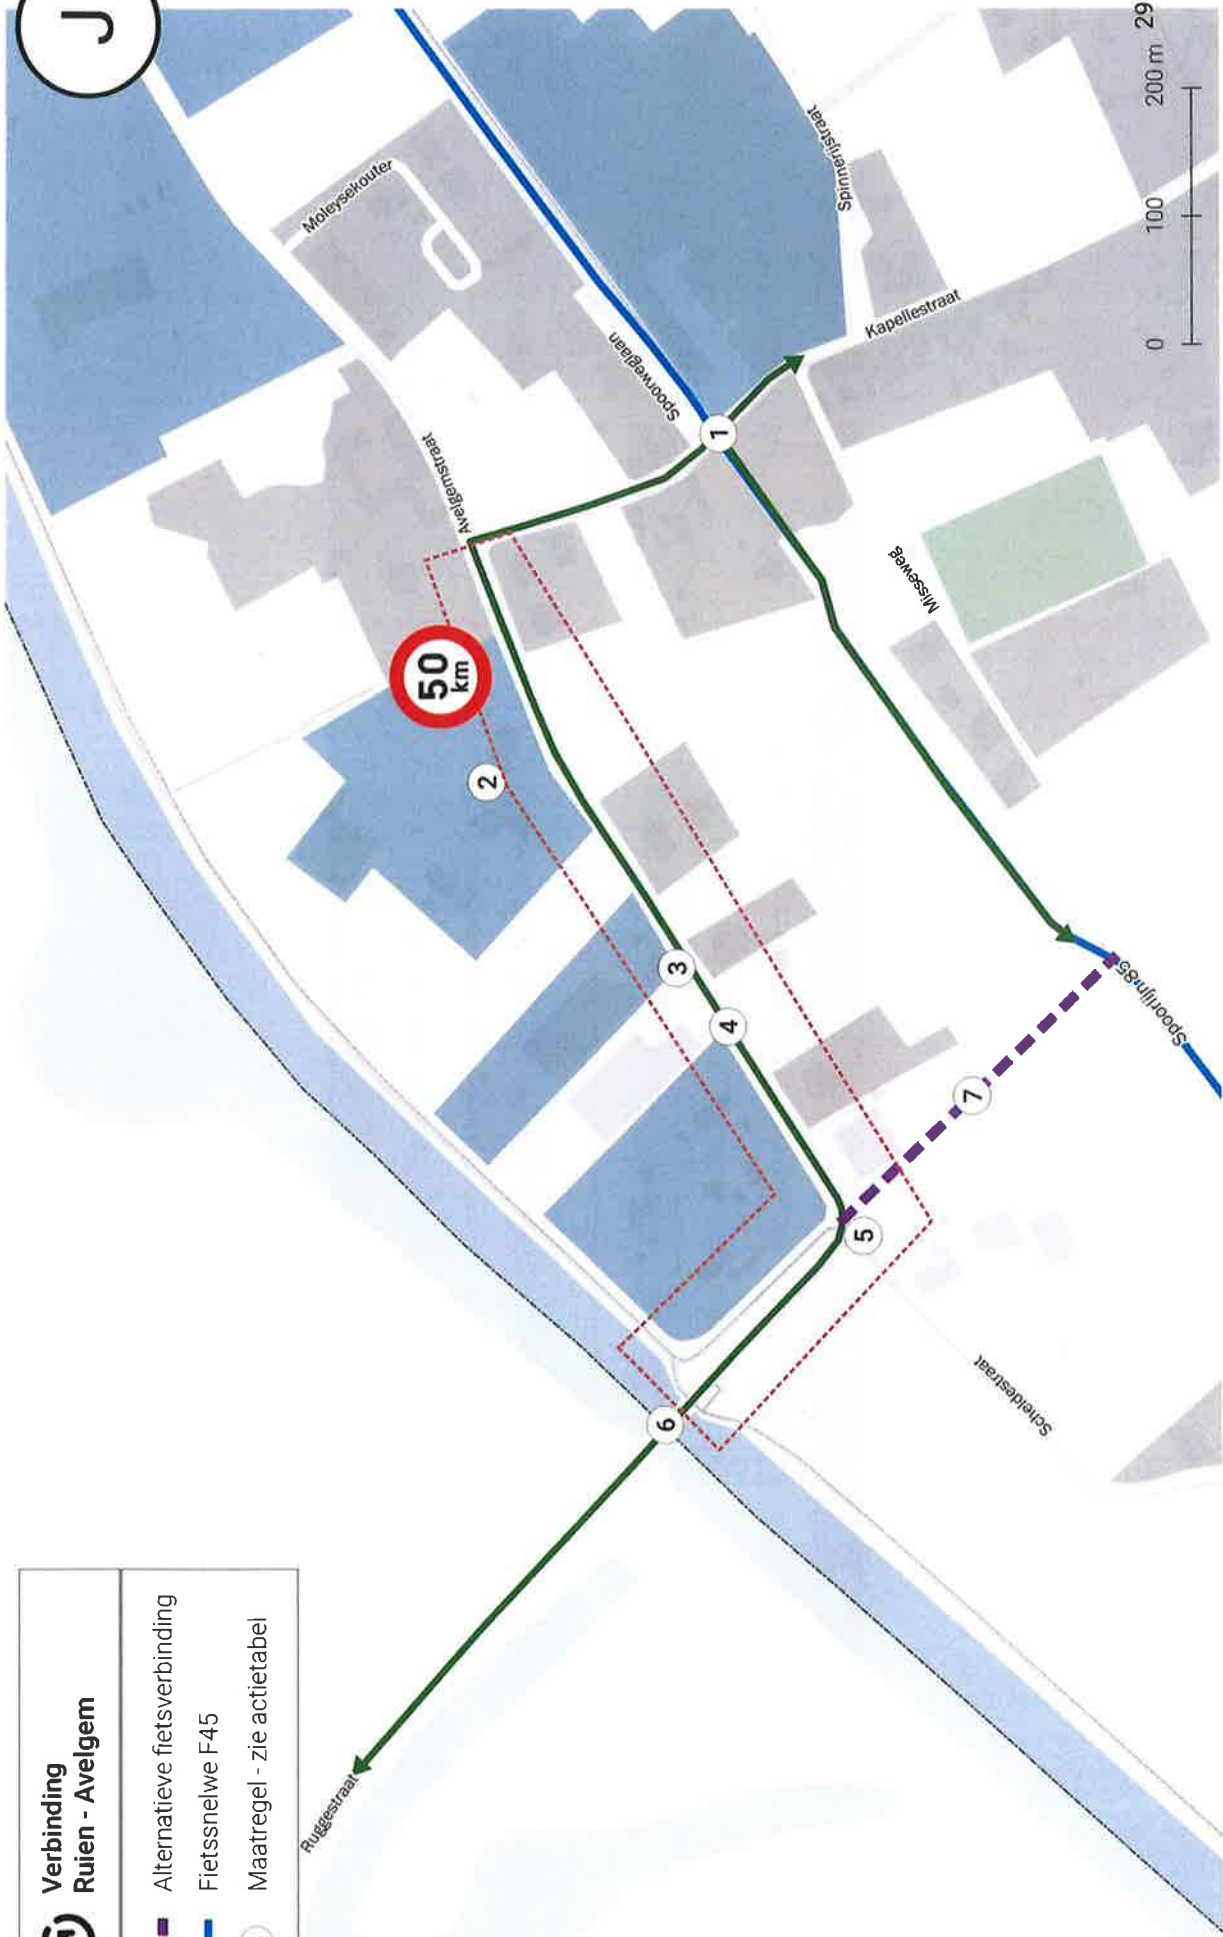 J
Verbinding
Ruien - Avelgem
Alternatieve fietsverbinding
Fietssnelwe F45
Maatregel - zie actietabel
Ruggestraat
Scheldestraat
Spoorlijn 85
Misseweg
Avelgemstraat
Moleysekouter
Spoorweglaan
Kapellestraat
Spinnerijstraat
50
km
1
2
3
4
5
6
7
0
100
200 m
29